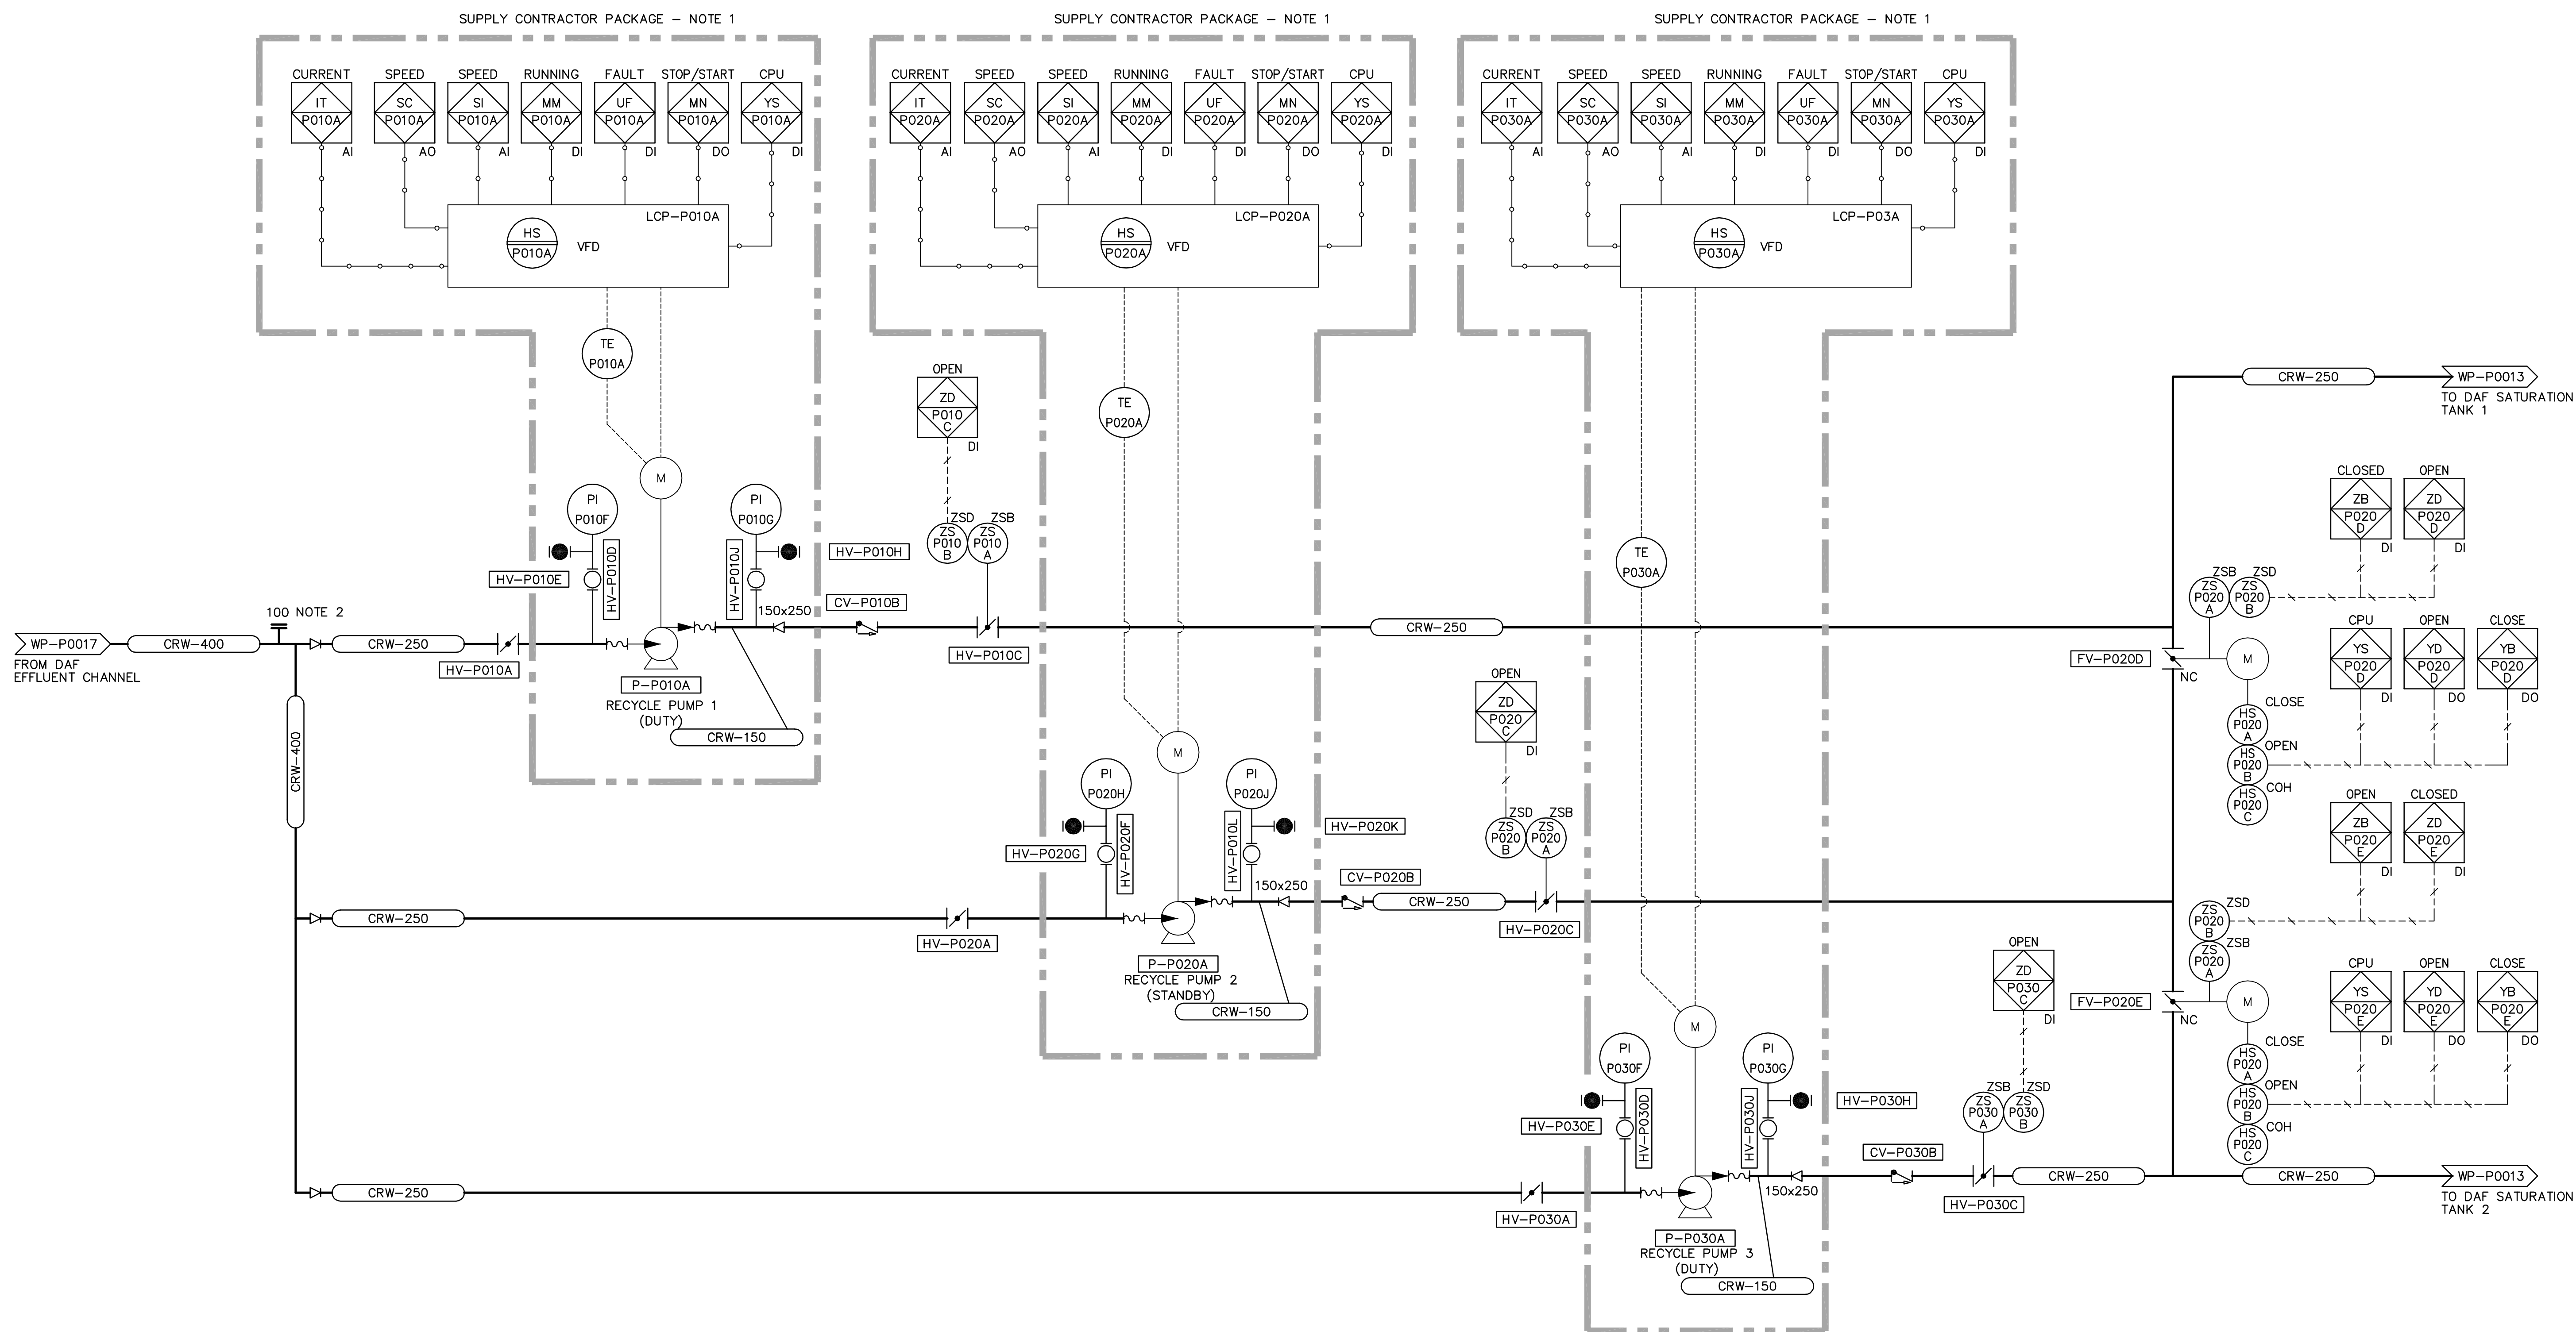 SUPPLY CONTRACTOR PACKAGE – NOTE 1
SUPPLY CONTRACTOR PACKAGE – NOTE 1
SUPPLY CONTRACTOR PACKAGE – NOTE 1
CURRENT
SPEED
SPEED
RUNNING
FAULT
STOP/START
CPU
IT
P010A
AI
SC
P010A
AO
SI
P010A
AI
MM
P010A
DI
UF
P010A
DI
MN
P010A
DO
YS
P010A
DI
LCP–P010A
HS
P010A
VFD
CURRENT
SPEED
SPEED
RUNNING
FAULT
STOP/START
CPU
IT
P020A
AI
SC
P020A
AO
SI
P020A
AI
MM
P020A
DI
UF
P020A
DI
MN
P020A
DO
YS
P020A
DI
LCP–P020A
HS
P020A
VFD
CURRENT
SPEED
SPEED
RUNNING
FAULT
STOP/START
CPU
IT
P030A
AI
SC
P030A
AO
SI
P030A
AI
MM
P030A
DI
UF
P030A
DI
MN
P030A
DO
YS
P030A
DI
LCP–P03A
HS
P030A
VFD
TE
P010A
M
PI
P010F
PI
P010G
HV–P010D
HV–P010J
HV–P010E
HV–P010H
150x250
CV–P010B
OPEN
ZD
P010
C
DI
ZSD
ZSB
ZS
P010
B
ZS
P010
A
HV–P010C
CRW–250
100 NOTE 2
WP–P0017
FROM DAF
EFFLUENT CHANNEL
CRW–400
CRW–250
HV–P010A
P–P010A
RECYCLE PUMP 1
(DUTY)
CRW–150
CRW–400
TE
P020A
M
PI
P020H
PI
P020J
HV–P020F
HV–P010L
HV–P020G
HV–P020K
150x250
CV–P020B
CRW–250
OPEN
ZD
P020
C
DI
ZSD
ZSB
ZS
P020
B
ZS
P020
A
HV–P020C
CRW–250
HV–P020A
P–P020A
RECYCLE PUMP 2
(STANDBY)
CRW–150
TE
P030A
M
PI
P030F
PI
P030G
HV–P030D
HV–P030J
HV–P030E
HV–P030H
150x250
CV–P030B
OPEN
ZD
P030
C
DI
ZSB
ZSD
ZS
P030
A
ZS
P030
B
HV–P030C
CRW–250
CRW–250
HV–P030A
P–P030A
RECYCLE PUMP 3
(DUTY)
CRW–150
CRW–250
WP–P0013
TO DAF SATURATION
TANK 1
CLOSED
OPEN
ZB
P020
D
DI
ZD
P020
D
DI
ZSB
ZSD
ZS
P020
A
ZS
P020
B
FV–P020D
NC
M
CPU
OPEN
CLOSE
YS
P020
D
DI
YD
P020
D
DO
YB
P020
D
DO
CLOSE
HS
P020
A
OPEN
HS
P020
B
COH
HS
P020
C
OPEN
CLOSED
ZB
P020
E
DI
ZD
P020
E
DI
ZSD
ZS
P020
B
ZSB
ZS
P020
A
FV–P020E
NC
M
CPU
OPEN
CLOSE
YS
P020
E
DI
YD
P020
E
DO
YB
P020
E
DO
CLOSE
HS
P020
A
OPEN
HS
P020
B
COH
HS
P020
C
CRW–250
WP–P0013
TO DAF SATURATION
TANK 2